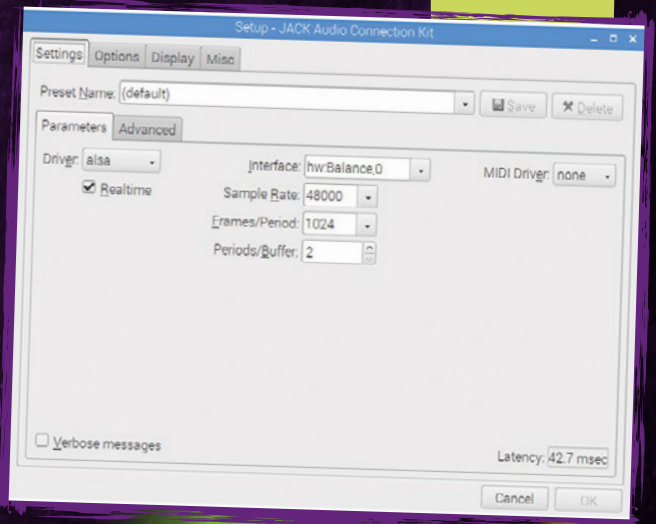 Setup - JACK Audio Connection Kit
Settings Options Display Misc
Preset Name: (default) Save Delete
Parameters Advanced
Driver: alsa Interface: hw:Balance,0 MIDI Driver: none
Realtime Sample Rate: 48000
Frames/Period: 1024
Periods/Buffer: 2
Verbose messages Latency: 42.7 msec
Cancel OK